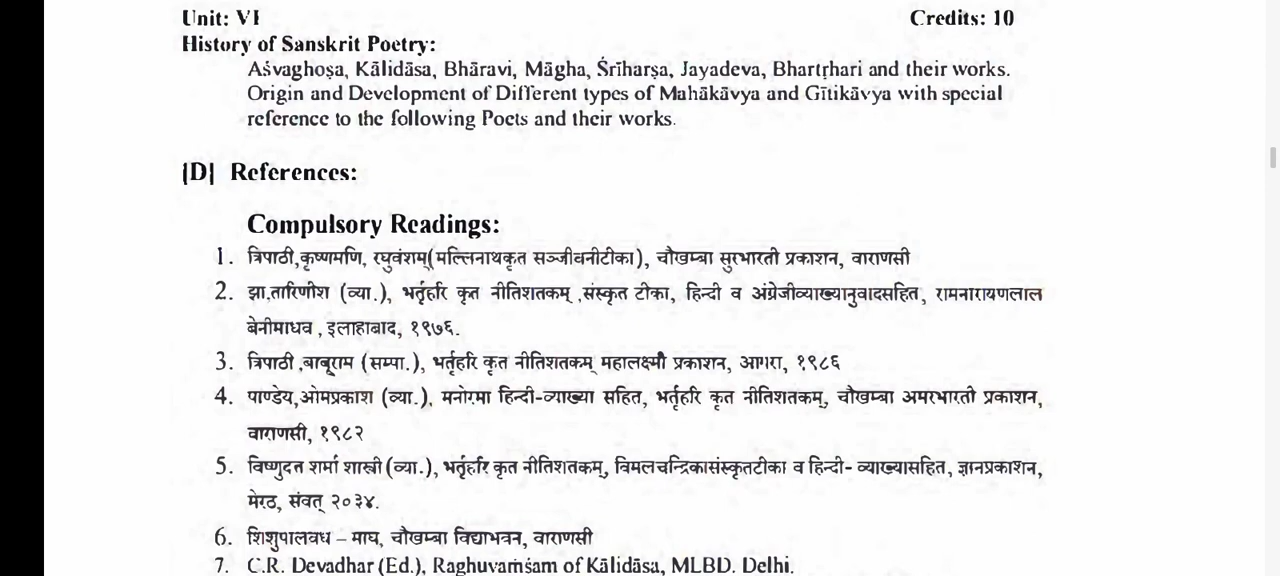 Unit: VI Credits: 10
History of Sanskrit Poetry:
Aśvaghoṣa, Kālidāsa, Bhāravi, Māgha, Śrīharṣa, Jayadeva, Bhartṛhari and their works.
Origin and Development of Different types of Mahākāvya and Gītikāvya with special
reference to the following Poets and their works.
[D] References:
Compulsory Readings:
1. त्रिपाठी,कृष्णमणि, रघुवंशम्(मल्लिनाथकृत सञ्जीवनीटीका), चौखम्बा सुरभारती प्रकाशन, वाराणसी
2. झा,तारिणीश (व्या.), भर्तृहरि कृत नीतिशतकम् ,संस्कृत टीका, हिन्दी व अंग्रेजीव्याख्यानुवादसहित, रामनारायणलाल
बेनीमाधव , इलाहाबाद, १९७६.
3. त्रिपाठी ,बाबूराम (सम्पा.), भर्तृहरि कृत नीतिशतकम् महालक्ष्मी प्रकाशन, आगरा, १९८६
4. पाण्डेय,ओमप्रकाश (व्या.), मनोरमा हिन्दी-व्याख्या सहित, भर्तृहरि कृत नीतिशतकम्, चौखम्बा अमरभारती प्रकाशन,
वाराणसी, १९८२
5. विष्णुदत्त शर्मा शास्त्री (व्या.), भर्तृहरि कृत नीतिशतकम्, विमलचन्द्रिकासंस्कृतटीका व हिन्दी- व्याख्यासहित, ज्ञानप्रकाशन,
मेरठ, संवत् २०३४.
6. शिशुपालवध – माघ, चौखम्बा विद्याभवन, वाराणसी
7. C.R. Devadhar (Ed.), Raghuvaṁśam of Kālidāsa, MLBD. Delhi.